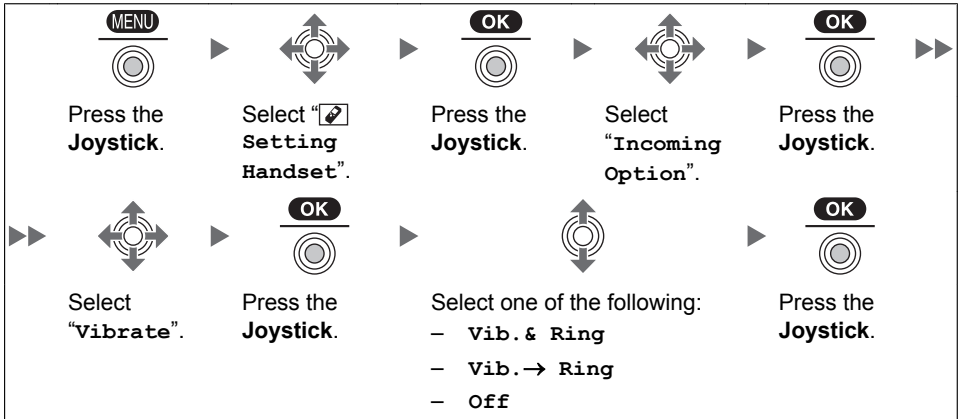 MENU OK OK
Press the Select “ Press the Select Press the
Joystick. Setting Joystick. “Incoming Joystick.
Handset”. Option”.
OK OK
Select Press the Select one of the following: Press the
“Vibrate”. Joystick. – Vib.& Ring Joystick.
– Vib.→ Ring
– Off